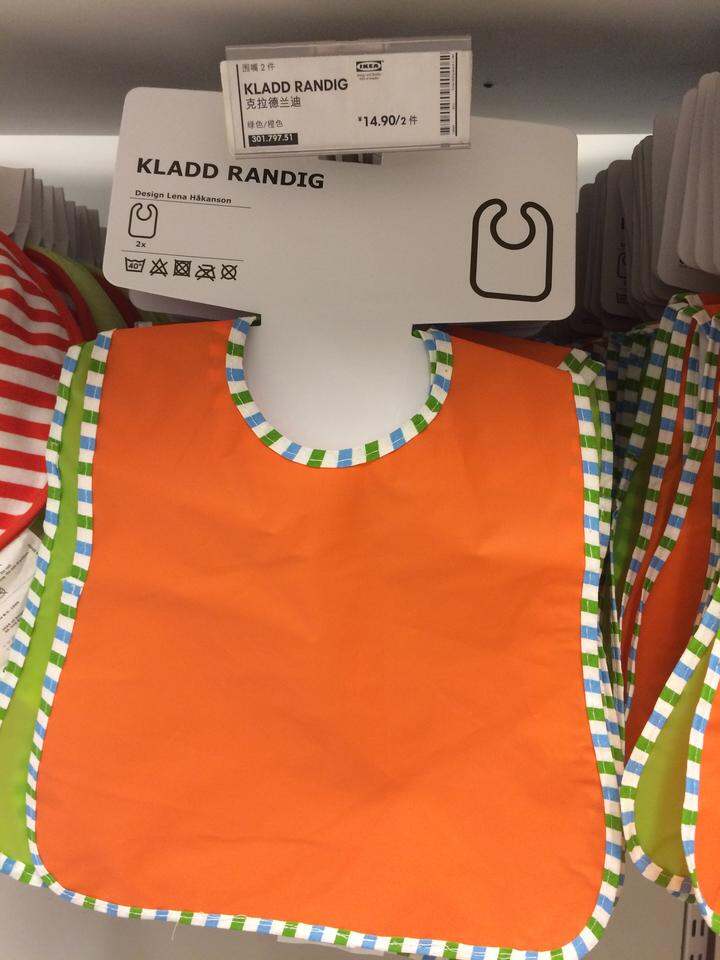 围嘴 2 件
IKEA
KLADD RANDIG
克拉德兰迪
绿色/橙色
¥14.90/2 件
301.797.51
KLADD RANDIG
Design Lena Håkanson
2x
40°